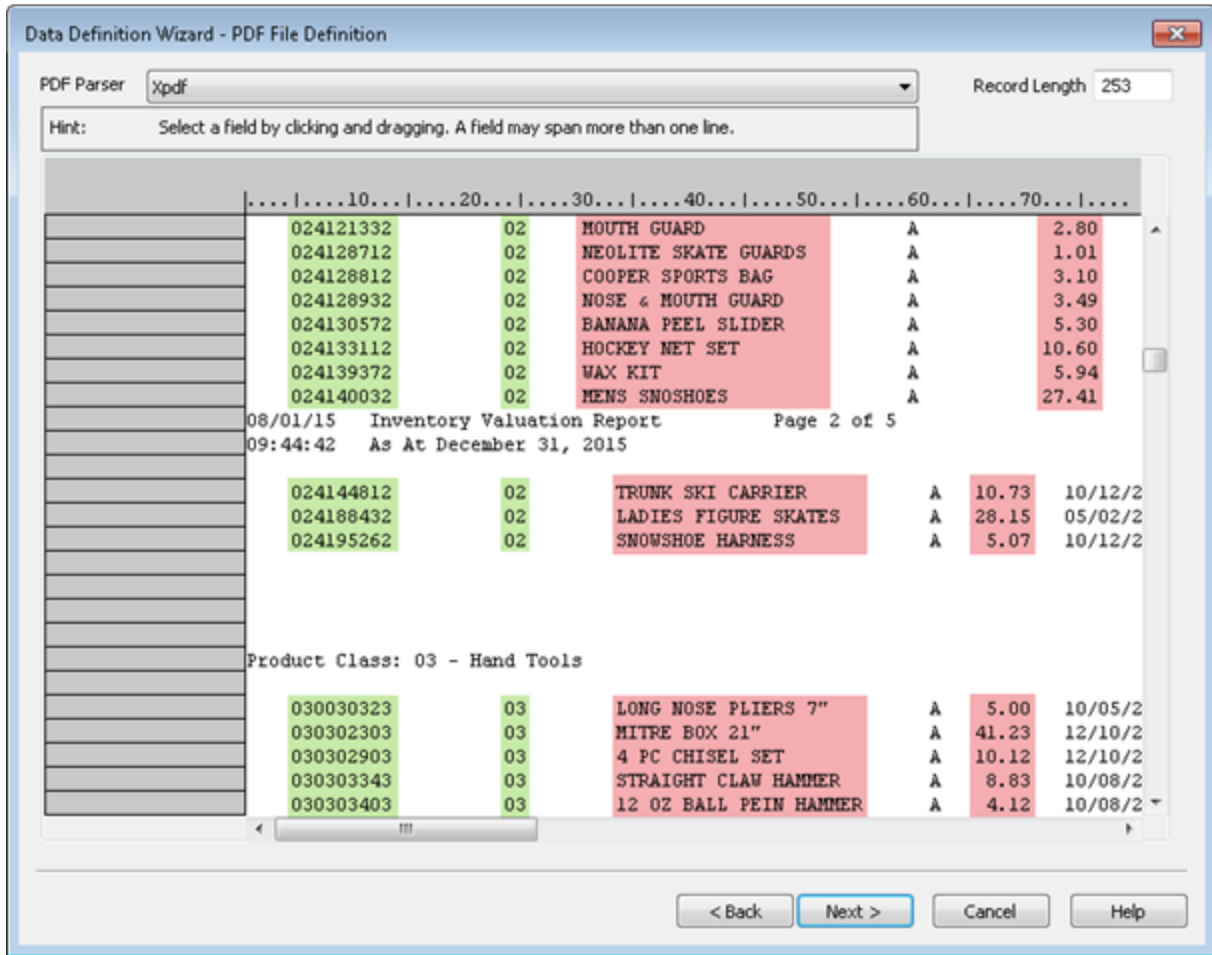 Data Definition Wizard - PDF File Definition
PDF Parser Xpdf Record Length 253
Hint: Select a field by clicking and dragging. A field may span more than one line.
|....|....10...|....20...|....30...|....40...|....50...|....60...|....70...|....
024121332 02 MOUTH GUARD A 2.80
024128712 02 NEOLITE SKATE GUARDS A 1.01
024128812 02 COOPER SPORTS BAG A 3.10
024128932 02 NOSE & MOUTH GUARD A 3.49
024130572 02 BANANA PEEL SLIDER A 5.30
024133112 02 HOCKEY NET SET A 10.60
024139372 02 WAX KIT A 5.94
024140032 02 MENS SNOSHOES A 27.41
08/01/15 Inventory Valuation Report Page 2 of 5
09:44:42 As At December 31, 2015
024144812 02 TRUNK SKI CARRIER A 10.73 10/12/2
024188432 02 LADIES FIGURE SKATES A 28.15 05/02/2
024195262 02 SNOWSHOE HARNESS A 5.07 10/12/2
Product Class: 03 - Hand Tools
030030323 03 LONG NOSE PLIERS 7" A 5.00 10/05/2
030302303 03 MITRE BOX 21" A 41.23 12/10/2
030302903 03 4 PC CHISEL SET A 10.12 12/10/2
030303343 03 STRAIGHT CLAW HAMMER A 8.83 10/08/2
030303403 03 12 OZ BALL PEIN HAMMER A 4.12 10/08/2
< Back Next > Cancel Help